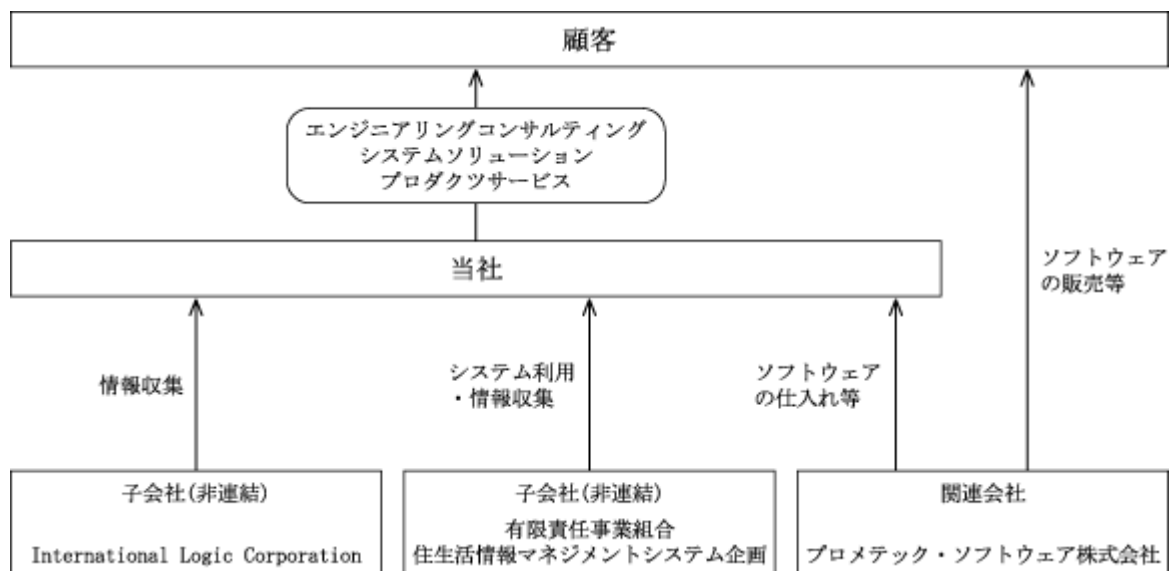 顧客
エンジニアリングコンサルティング
システムソリューション
プロダクツサービス
当社
ソフトウェア
の販売等
情報収集
システム利用
・情報収集
ソフトウェア
の仕入れ等
子会社(非連結)
International Logic Corporation
子会社(非連結)
有限責任事業組合
住生活情報マネジメントシステム企画
関連会社
プロメテック・ソフトウェア株式会社